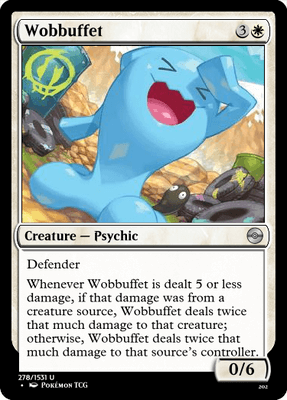 Wobbuffet 3
Creature — Psychic
Defender
Whenever Wobbuffet is dealt 5 or less
damage, if that damage was from a
creature source, Wobbuffet deals twice
that much damage to that creature;
otherwise, Wobbuffet deals twice that
much damage to that source's controller.
0/6
278/1531 U
• Pokémon TCG
202